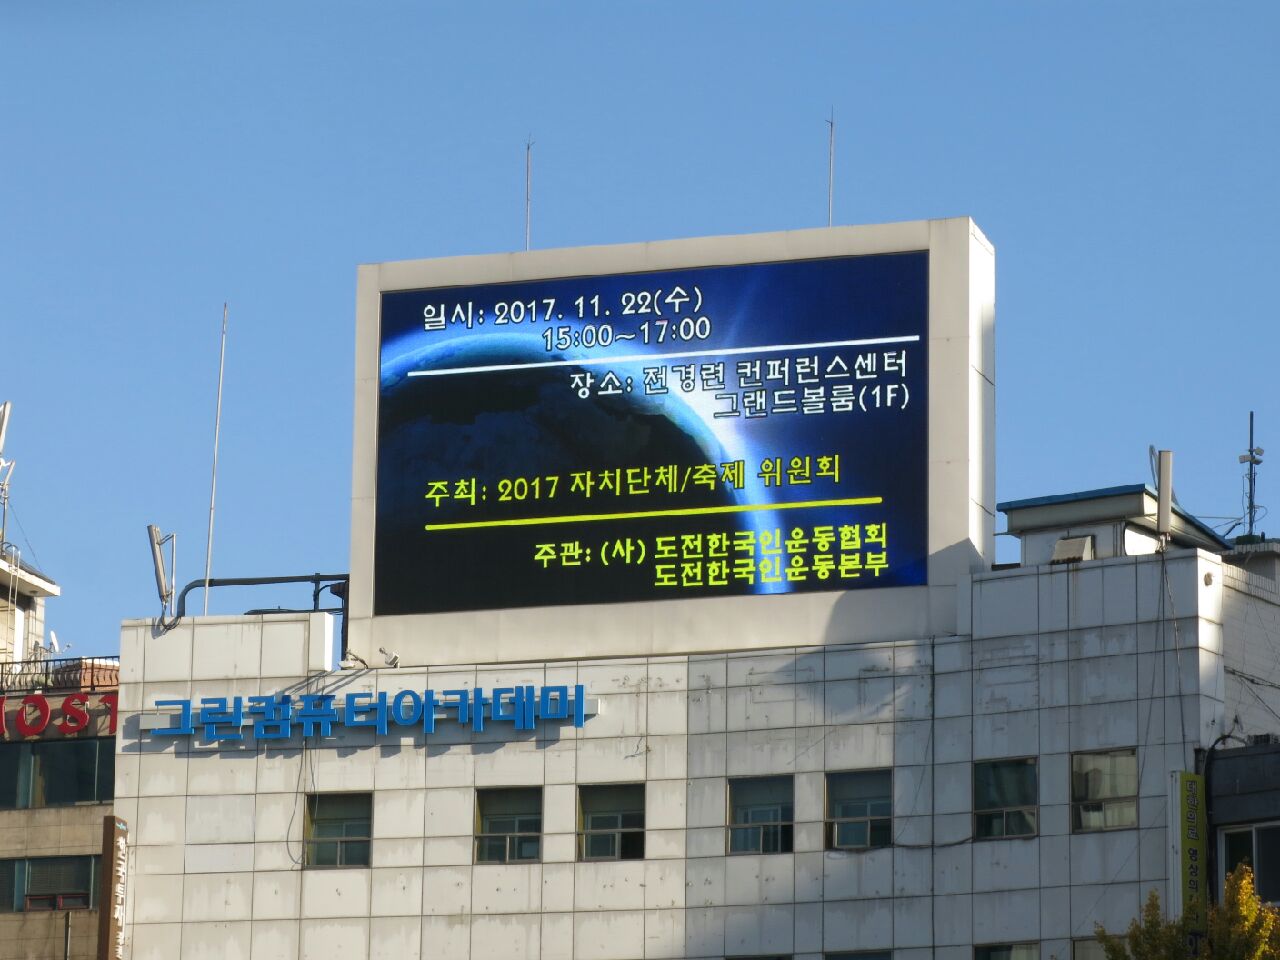 일시: 2017. 11. 22(수)
15:00~17:00
장소: 전경련 컨퍼런스센터
그랜드볼룸(1F)
주최: 2017 자치단체/축제 위원회
주관: (사) 도전한국인운동협회
도전한국인운동본부
그린컴퓨터아카데미